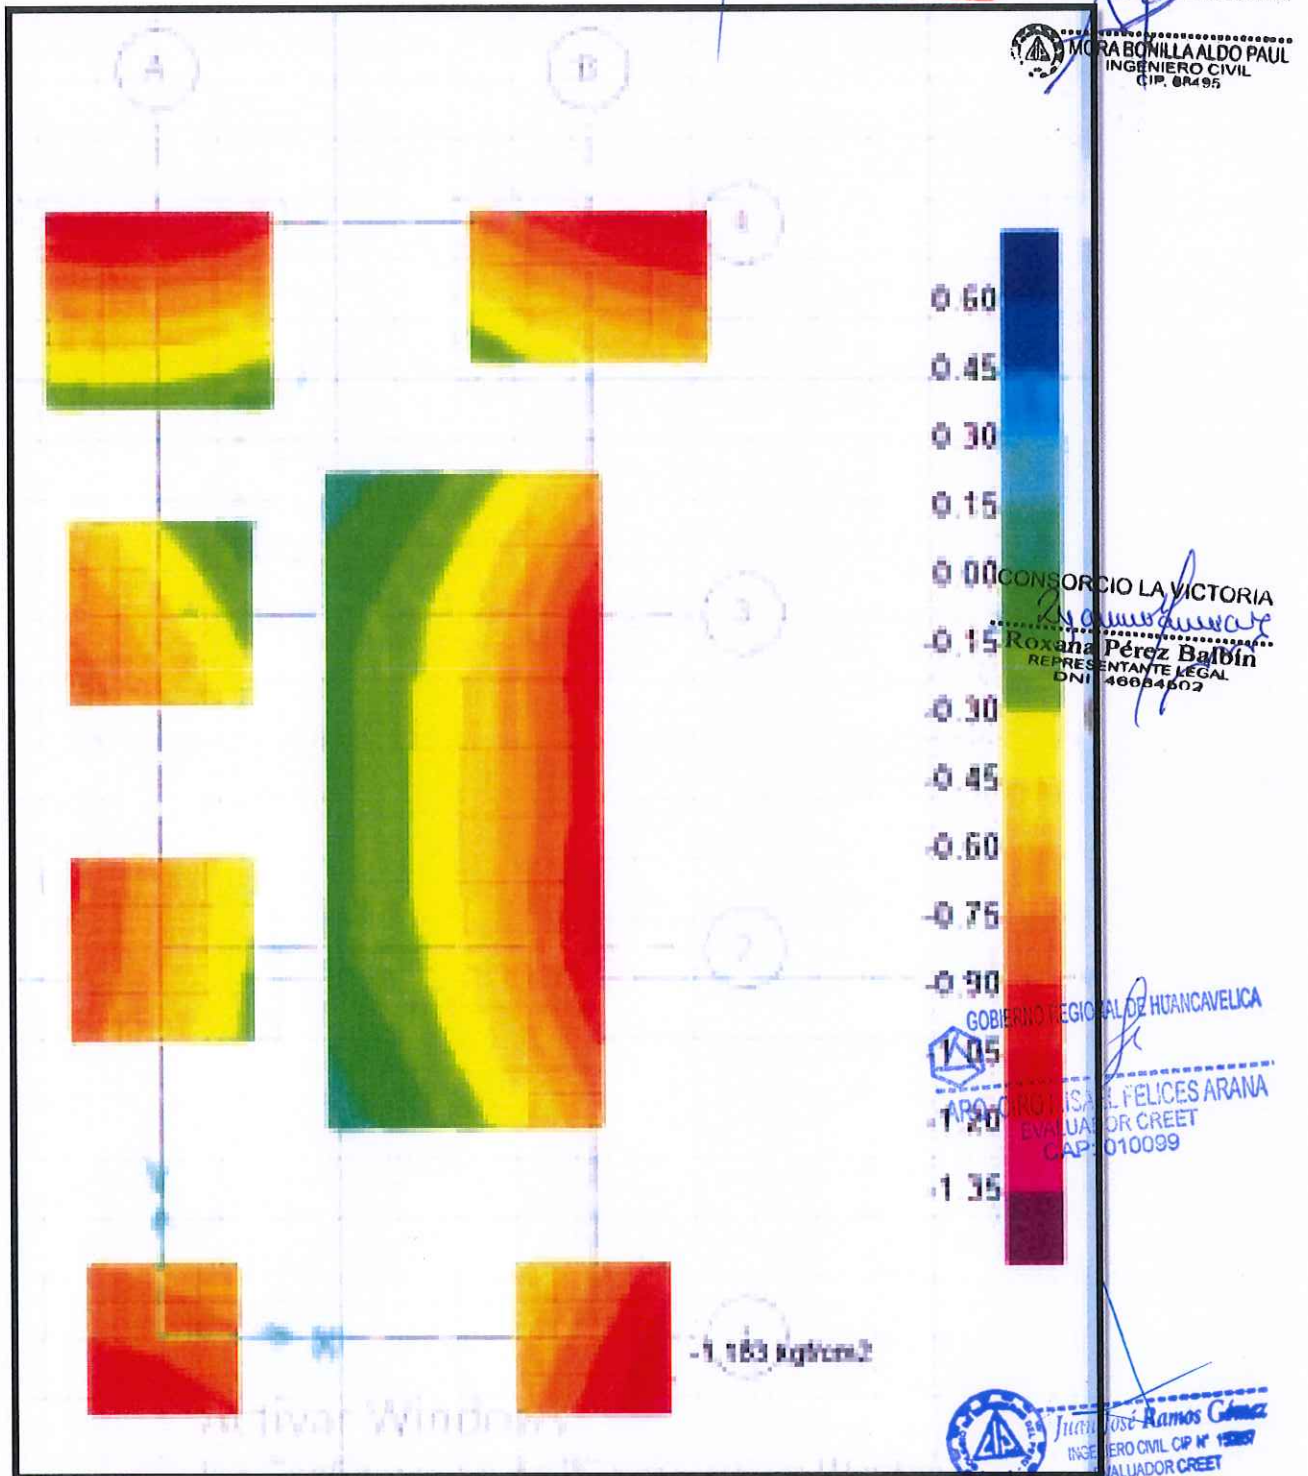 A
B
MORA BONILLA ALDO PAUL
INGENIERO CIVIL
CIP. 88495
4
0.60
0.45
0.30
0.15
0.00
CONSORCIO LA VICTORIA
-0.15
Roxana Pérez Balbín
REPRESENTANTE LEGAL
DNI
3
-0.30
-0.45
-0.60
-0.75
2
-0.90
GOBIERNO REGIONAL DE HUANCAVELICA
-1.05
FELICES ARANA
-1.20
EVALUADOR CREET
CAP: 010099
-1.35
Y
X
-1.183 kgf/cm2
Activar Windows
Juan José Ramos Gómez
INGENIERO CIVIL CIP N°
EVALUADOR CREET